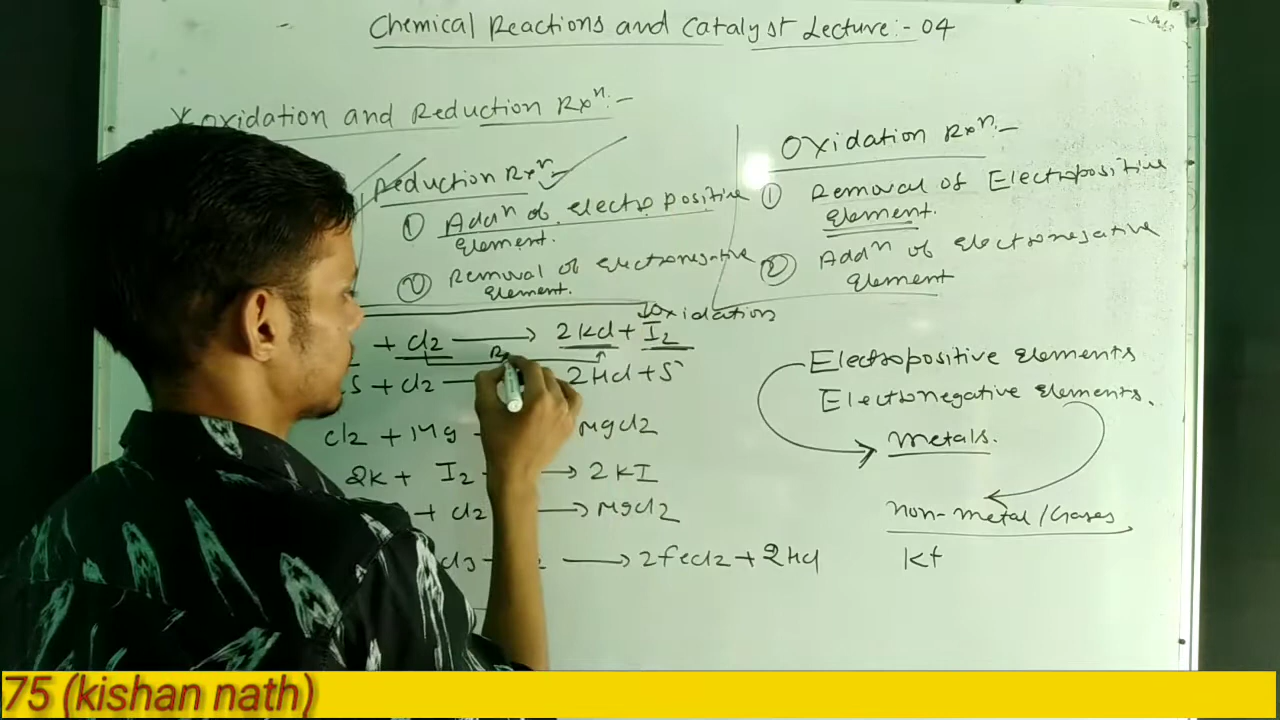 Chemical Reactions and Catalyst Lecture:- 04
* Oxidation and Reduction Rxn:-
Reduction Rxn:-
① Addn of electro positive
Element.
② Removal of Electronegative
Element.
Oxidation Rxn:-
① Removal of Electropositive
Element.
② Addn of electronegative
Element
↓Oxidation
+ Cl2 → 2KCl + I2
S + Cl2 → 2HCl + S
Cl2 + Mg → MgCl2
2K + I2 → 2KI
+ Cl2 → MgCl2
Cl3 + → 2FeCl2 + 2HCl
Electropositive Elements
Electronegative Elements.
Metals.
Non-metal/Gases
75 (kishan nath)